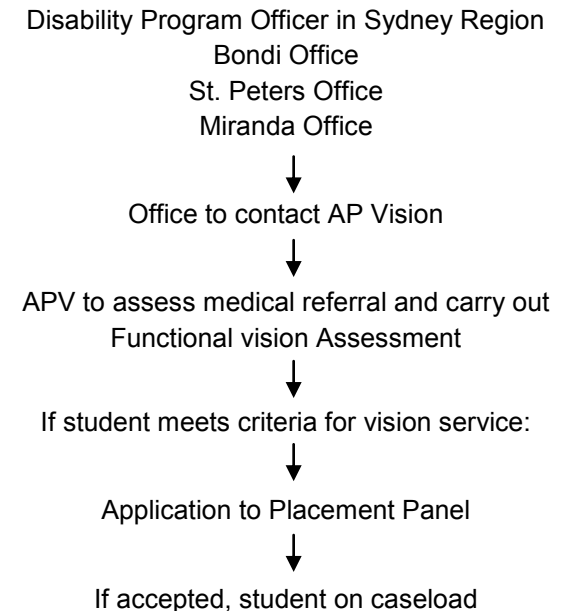 Disability Program Officer in Sydney Region
Bondi Office
St. Peters Office
Miranda Office
Office to contact AP Vision
APV to assess medical referral and carry out
Functional vision Assessment
If student meets criteria for vision service:
Application to Placement Panel
If accepted, student on caseload